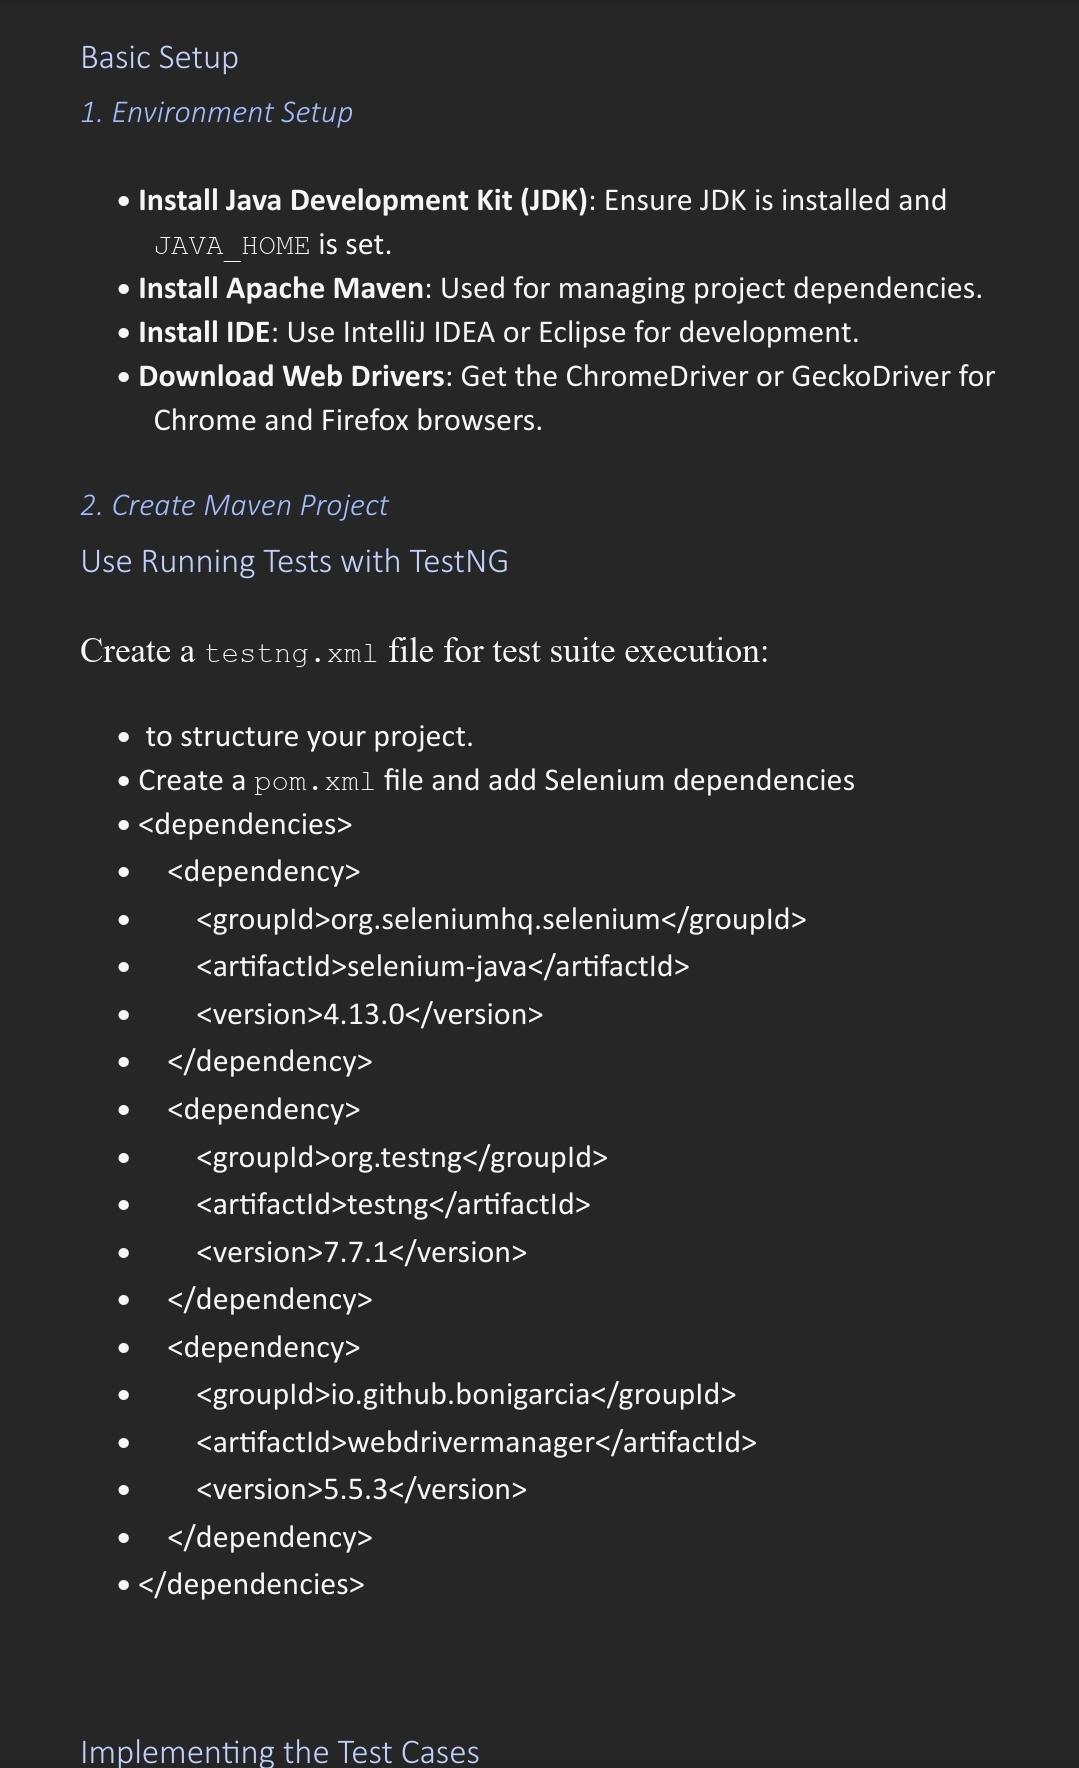 Basic Setup
1. Environment Setup
• Install Java Development Kit (JDK): Ensure JDK is installed and
JAVA_HOME is set.
• Install Apache Maven: Used for managing project dependencies.
• Install IDE: Use IntelliJ IDEA or Eclipse for development.
• Download Web Drivers: Get the ChromeDriver or GeckoDriver for
Chrome and Firefox browsers.
2. Create Maven Project
Use Running Tests with TestNG
Create a testng.xml file for test suite execution:
• to structure your project.
• Create a pom.xml file and add Selenium dependencies
• <dependencies>
• <dependency>
• <groupId>org.seleniumhq.selenium</groupId>
• <artifactId>selenium-java</artifactId>
• <version>4.13.0</version>
• </dependency>
• <dependency>
• <groupId>org.testng</groupId>
• <artifactId>testng</artifactId>
• <version>7.7.1</version>
• </dependency>
• <dependency>
• <groupId>io.github.bonigarcia</groupId>
• <artifactId>webdrivermanager</artifactId>
• <version>5.5.3</version>
• </dependency>
• </dependencies>
Implementing the Test Cases